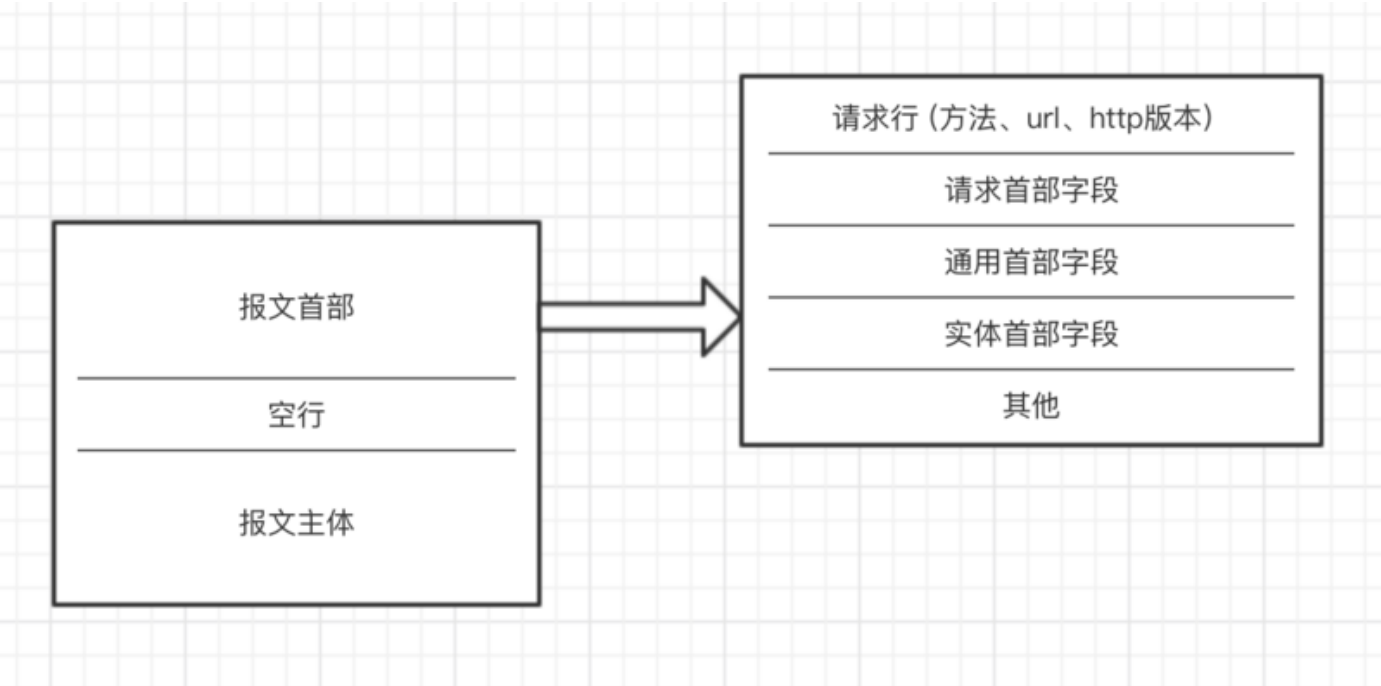 报文首部
空行
报文主体
请求行 (方法、url、http版本)
请求首部字段
通用首部字段
实体首部字段
其他